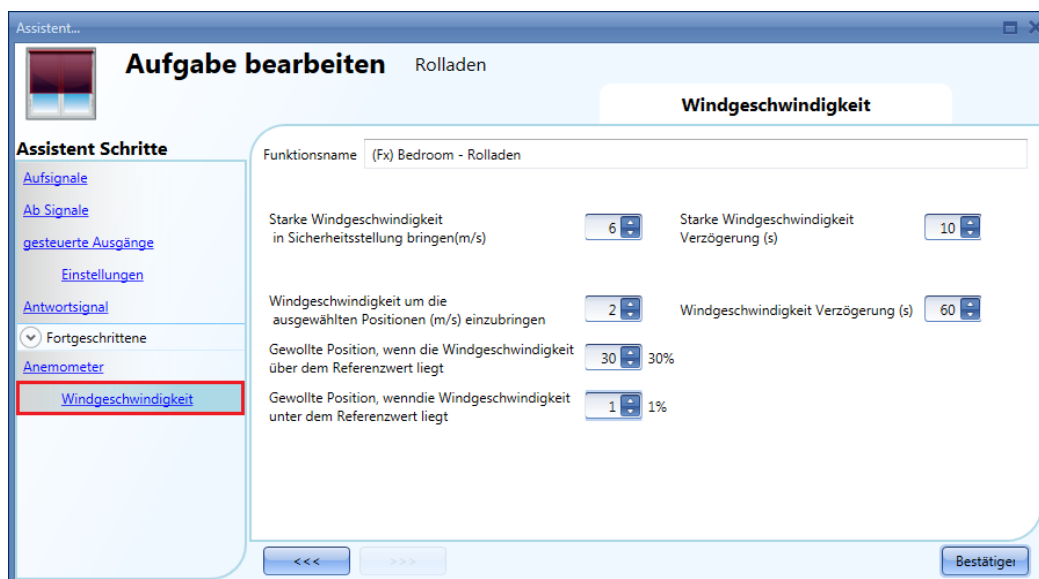 Assistent...
Aufgabe bearbeiten Rolladen
Windgeschwindigkeit
Assistent Schritte
Aufsignale
Ab Signale
gesteuerte Ausgänge
Einstellungen
Antwortsignal
Fortgeschrittene
Anemometer
Windgeschwindigkeit
Funktionsname (Fx) Bedroom - Rolladen
Starke Windgeschwindigkeit
in Sicherheitsstellung bringen(m/s)
6
Starke Windgeschwindigkeit
Verzögerung (s)
10
Windgeschwindigkeit um die
ausgewählten Positionen (m/s) einzubringen
2
Windgeschwindigkeit Verzögerung (s)
60
Gewollte Position, wenn die Windgeschwindigkeit
über dem Referenzwert liegt
30 30%
Gewollte Position, wenndie Windgeschwindigkeit
unter dem Referenzwert liegt
1 1%
<<<
>>>
Bestätiger